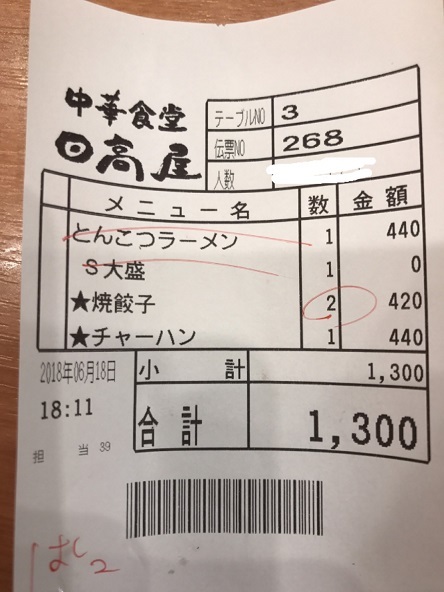 中華食堂
日高屋
テーブルNO 3
伝票NO 268
人数
メニュー名 数 金額
とんこつラーメン 1 440
S大盛 1 0
★焼餃子 2 420
★チャーハン 1 440
小計 1,300
合計 1,300
2018年06月18日
18:11
担当 39
はし2